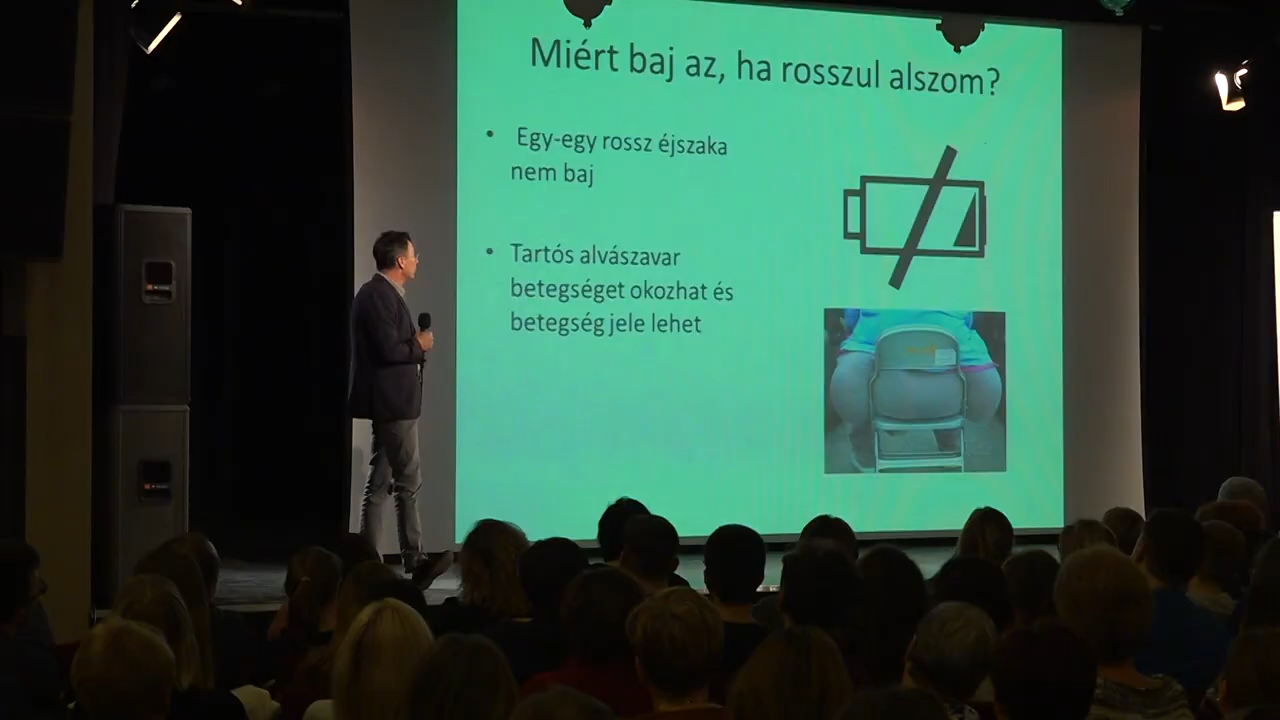 Miért baj az, ha rosszul alszom?
• Egy-egy rossz éjszaka
nem baj
• Tartós alvászavar
betegséget okozhat és
betegség jele lehet